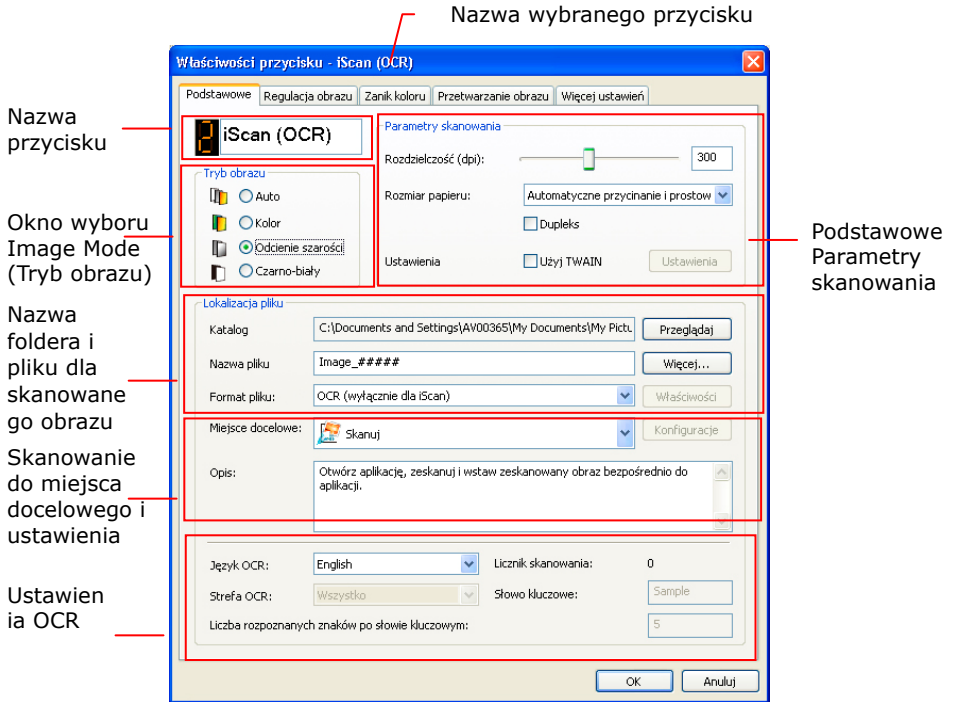 Nazwa wybranego przycisku
Właściwości przycisku - iScan (OCR)
Podstawowe Regulacja obrazu Zanik koloru Przetwarzanie obrazu Więcej ustawień
Nazwa
przycisku
2 iScan (OCR)
Tryb obrazu
Auto
Kolor
Odcienie szarości
Czarno-biały
Okno wyboru
Image Mode
(Tryb obrazu)
Parametry skanowania
Rozdzielczość (dpi): 300
Rozmiar papieru: Automatyczne przycinanie i prostow
Dupleks
Ustawienia Użyj TWAIN Ustawienia
Podstawowe
Parametry
skanowania
Nazwa
foldera i
pliku dla
skanowane
go obrazu
Lokalizacja pliku
Katalog C:\Documents and Settings\AV00365\My Documents\My Pictu Przeglądaj
Nazwa pliku Image_##### Więcej...
Format pliku: OCR (wyłącznie dla iScan) Właściwości
Skanowanie
do miejsca
docelowego i
ustawienia
Miejsce docelowe: Skanuj Konfiguracje
Opis: Otwórz aplikację, zeskanuj i wstaw zeskanowany obraz bezpośrednio do
aplikacji.
Ustawien
ia OCR
Język OCR: English Licznik skanowania: 0
Strefa OCR: Wszystko Słowo kluczowe: Sample
Liczba rozpoznanych znaków po słowie kluczowym: 5
OK Anuluj